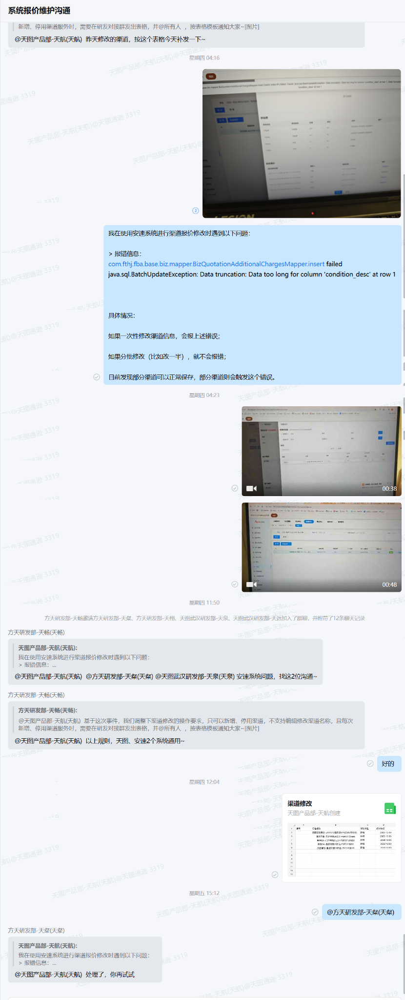 系统报价维护沟通
新增、停用渠道服务时，需要在研发对接群发出表格，并@所有人 ，按表格模板通知大家~[图片]
@天图产品部-天航(天航)  昨天修改的渠道，按这个表格今天补发一下~
星期四 04:16
2
我在使用安速系统进行渠道报价修改时遇到以下问题：
> 报错信息：
com.fthj.fba.base.biz.mapper.BizQuotationAdditionalChargesMapper.insert failed
java.sql.BatchUpdateException: Data truncation: Data too long for column 'condition_desc' at row 1
具体情况：
如果一次性修改渠道信息，会报上述错误；
如果分批修改（比如改一半），就不会报错；
目前发现部分渠道可以正常保存，部分渠道则会触发这个错误。
星期四 04:23
00:38
00:48
星期四 11:50
方天研发部-天畅邀请方天研发部-天粲、方天研发部-天栩、天图武汉研发部-天泉、天图武汉研发部-天远加入了群聊，并附带了12条聊天记录
方天研发部-天畅(天畅)
天图产品部-天航(天航):
我在使用安速系统进行渠道报价修改时遇到以下问题：
> 报错信息：...
@天图产品部-天航(天航)  @方天研发部-天粲(天粲) @天图武汉研发部-天泉(天泉) 安速系统问题，找这2位沟通~
方天研发部-天畅(天畅)
方天研发部-天畅(天畅):
@天图产品部-天航(天航)  基于这次事件，我们调整下渠道修改的操作要求，只可以新增、停用渠道，不支持编辑修改渠道名称，且每次
新增、停用渠道服务时，需要在研发对接群发出表格，并@所有人 ，按表格模板通知大家~[图片]
@天图产品部-天航(天航)  以上规则，天图、安速2个系统通用~
好的
星期四 12:04
渠道修改
天图产品部-天航创建
星期五 15:12
@方天研发部-天粲(天粲)
方天研发部-天粲(天粲)
天图产品部-天航(天航):
我在使用安速系统进行渠道报价修改时遇到以下问题：
> 报错信息：...
@天图产品部-天航(天航)  处理了，你再试试
天图产品部-天航(天航)@天图通逊 3319